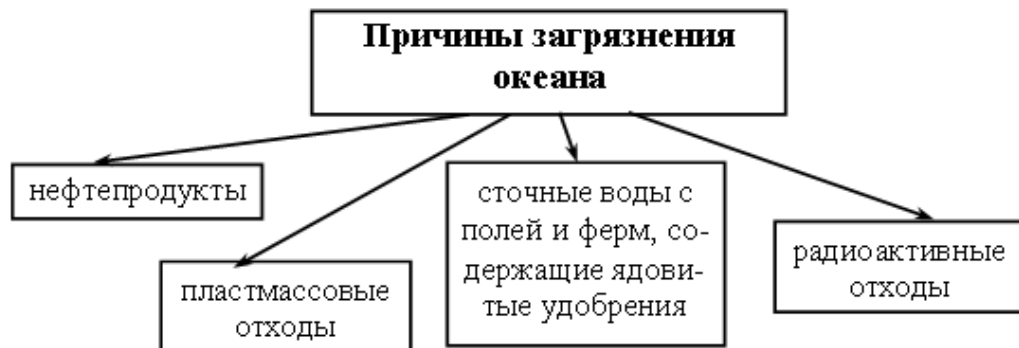 Причины загрязнения
океана
нефтепродукты
пластмассовые
отходы
сточные воды с
полей и ферм, со-
держащие ядови-
тые удобрения
радиоактивные
отходы